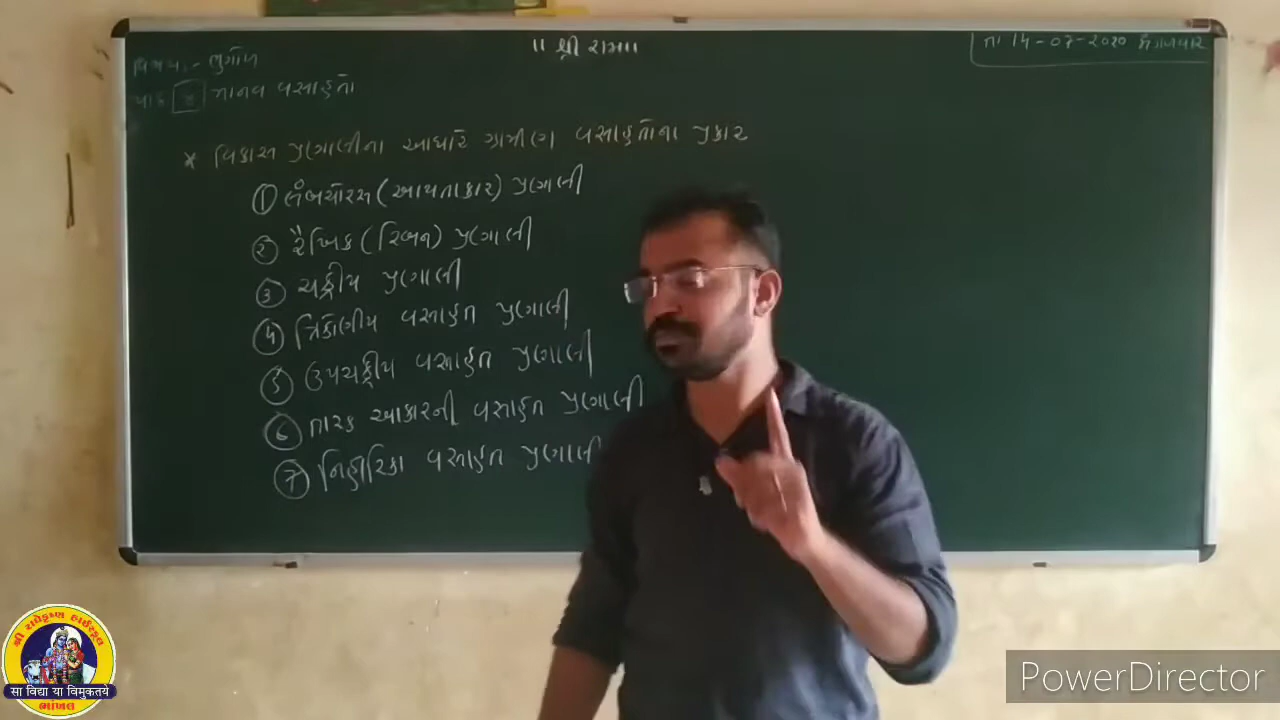 ॥ શ્રી રામ ॥
તા 14-07-2020 મંગળવાર
વિષય:- ભુગોળ
પાઠ માનવ વસાહતો
* વિકાસ પ્રણાલીના આધારે ગ્રામીણ વસાહતોના પ્રકાર
① લંબચોરસ (આયતાકાર) પ્રણાલી
② રૈખિક (રિબન) પ્રણાલી
③ ચક્રીય પ્રણાલી
④ ત્રિકોણીય વસાહત પ્રણાલી
⑤ ઉપચક્રીય વસાહત પ્રણાલી
⑥ તારક આકારની વસાહત પ્રણાલી
⑦ નિહારિકા વસાહત પ્રણાલી
શ્રી રાધેકૃષ્ણ હાઈસ્કૂલ
सा विद्या या विमुक्तये
ભાંખલ
PowerDirector